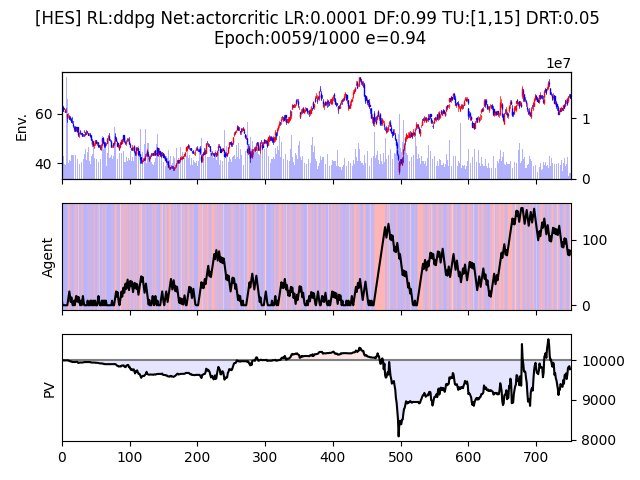 [HES] RL:ddpg Net:actorcritic LR:0.0001 DF:0.99 TU:[1,15] DRT:0.05
Epoch:0059/1000 e=0.94
1e7
60
40
Env.
1
0
Agent
100
0
PV
10000
9000
8000
0 100 200 300 400 500 600 700